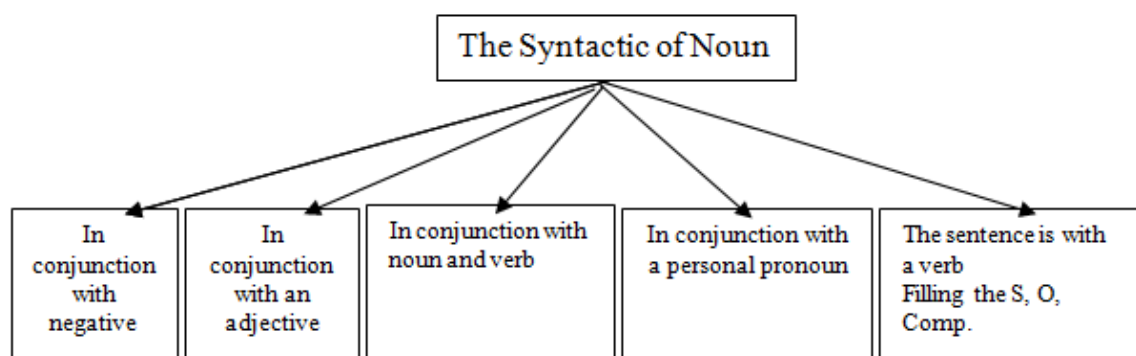 The Syntactic of Noun
In
conjunction
with
negative
In
conjunction
with an
adjective
In conjunction with
noun and verb
In conjunction with
a personal pronoun
The sentence is with
a verb
Filling the S, O,
Comp.